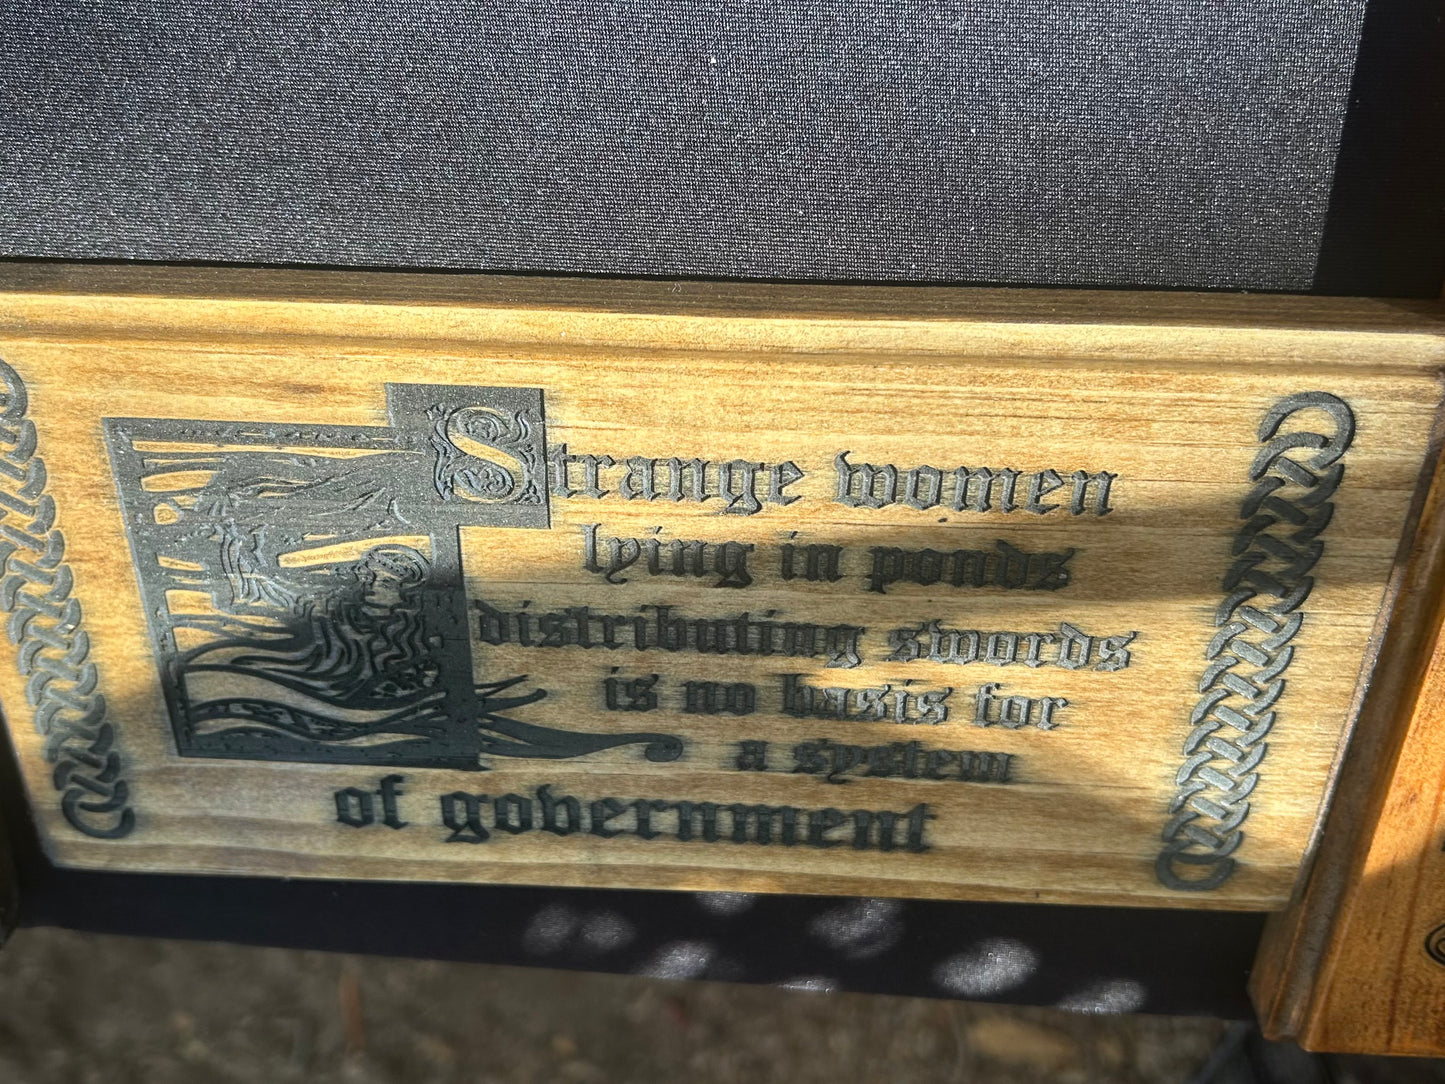 Strange women
lying in ponds
distributing swords
is no basis for
a system
of government